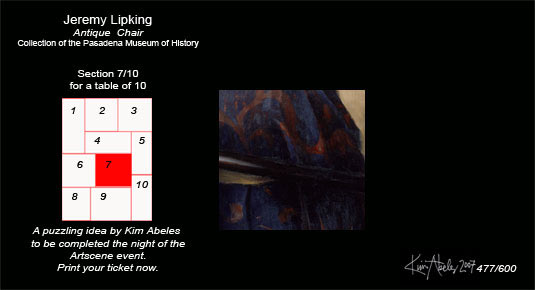 Jeremy Lipking
Antique Chair
Collection of the Pasadena Museum of History
Section 7/10
for a table of 10
1 2 3
4 5
6 7
10
8 9
A puzzling idea by Kim Abeles
to be completed the night of the
Artscene event.
Print your ticket now.
Kim Abeles 2007 477/600